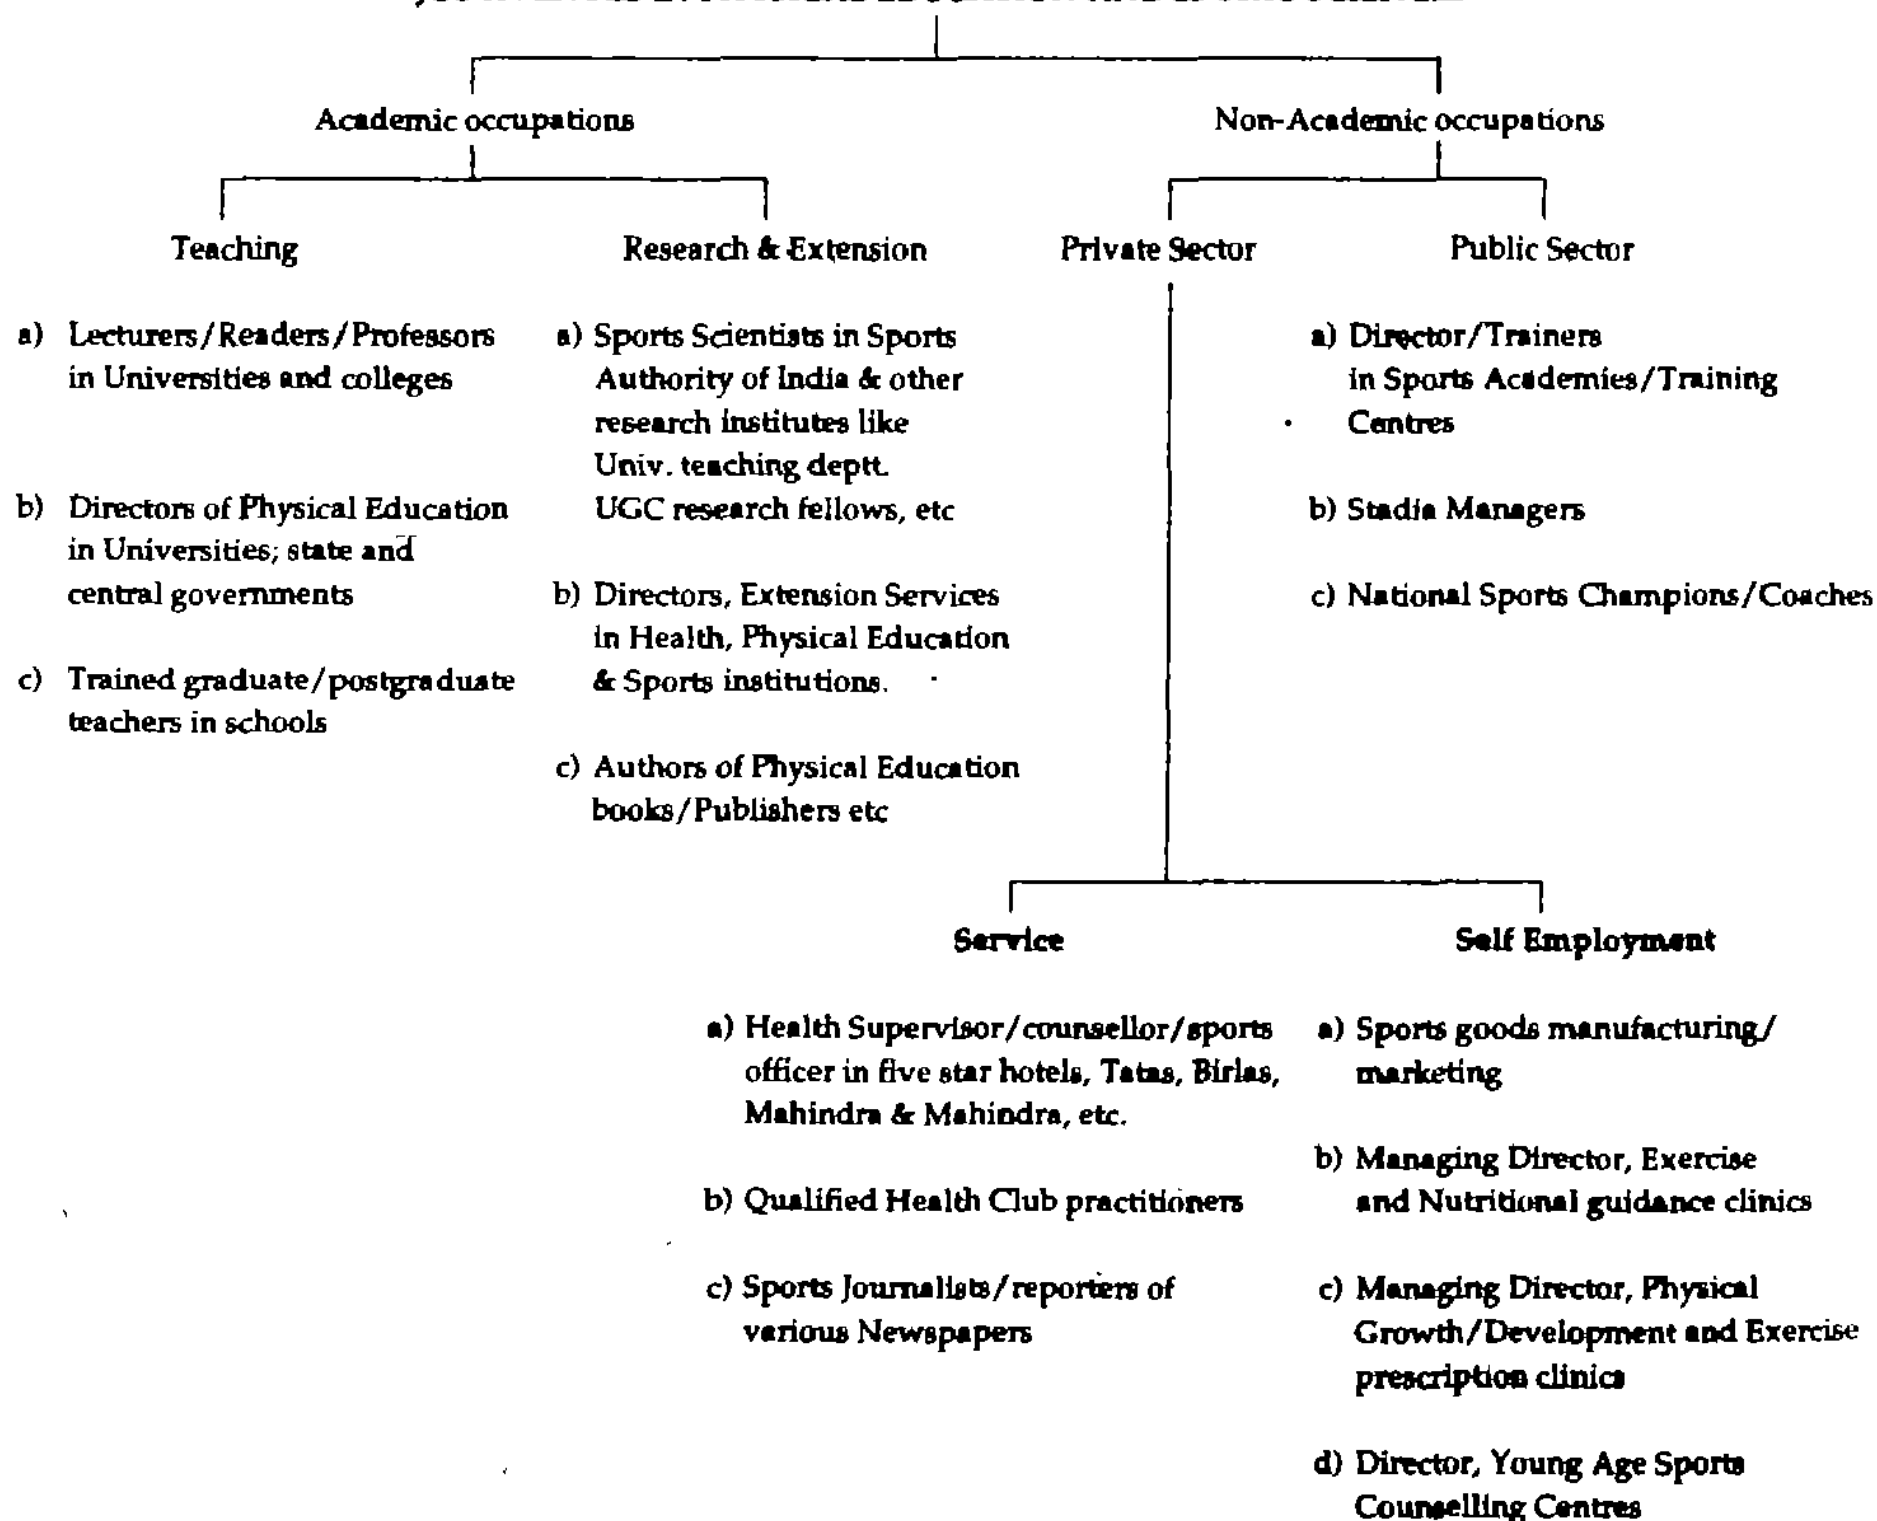 Academic occupations
Non-Academic occupations
Teaching
Research & Extension
Private Sector
Public Sector
a) Lecturers/Readers/Professors
in Universities and colleges
b) Directors of Physical Education
in Universities; state and
central governments
c) Trained graduate/postgraduate
teachers in schools
a) Sports Scientists in Sports
Authority of India & other
research institutes like
Univ. teaching deptt.
UGC research fellows, etc
b) Directors, Extension Services
in Health, Physical Education
& Sports institutions.
c) Authors of Physical Education
books/Publishers etc
a) Director/Trainers
in Sports Academies/Training
Centres
b) Stadia Managers
c) National Sports Champions/Coaches
Service
Self Employment
a) Health Supervisor/counsellor/sports
officer in five star hotels, Tatas, Birlas,
Mahindra & Mahindra, etc.
b) Qualified Health Club practitioners
c) Sports Journalists/reporters of
various Newspapers
a) Sports goods manufacturing/
marketing
b) Managing Director, Exercise
and Nutritional guidance clinics
c) Managing Director, Physical
Growth/Development and Exercise
prescription clinics
d) Director, Young Age Sports
Counselling Centres